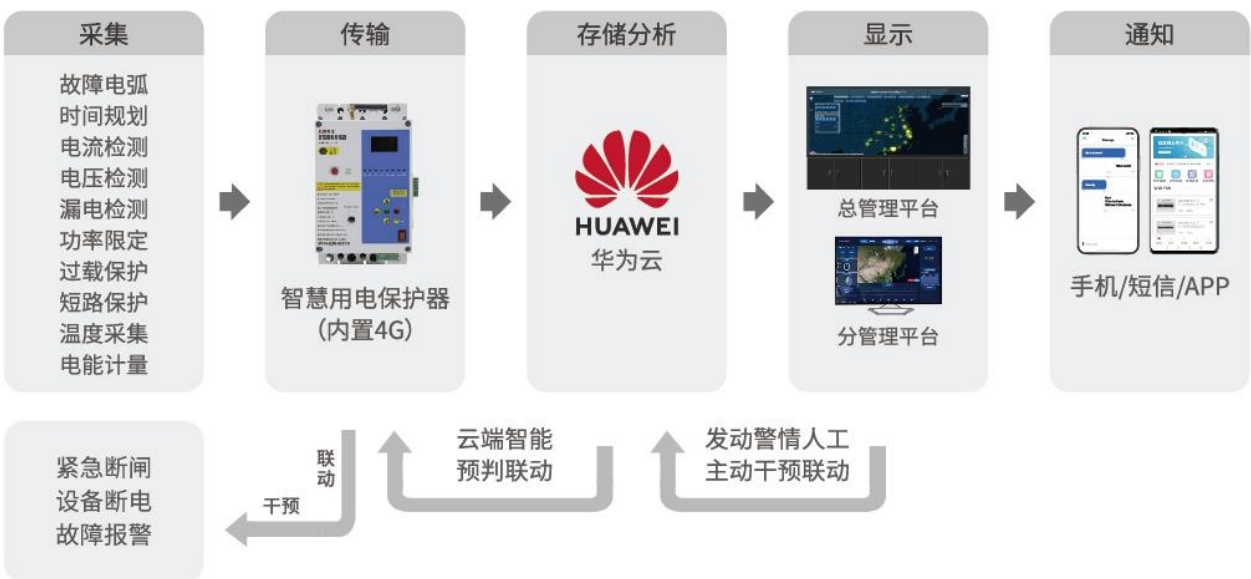 采集
故障电弧
时间规划
电流检测
电压检测
漏电检测
功率限定
过载保护
短路保护
温度采集
电能计量
传输
智慧用电保护器
(内置4G)
存储分析
HUAWEI
华为云
显示
总管理平台
分管理平台
通知
手机/短信/APP
紧急断闸
设备断电
故障报警
联
动
干预
云端智能
预判联动
发动警情人工
主动干预联动